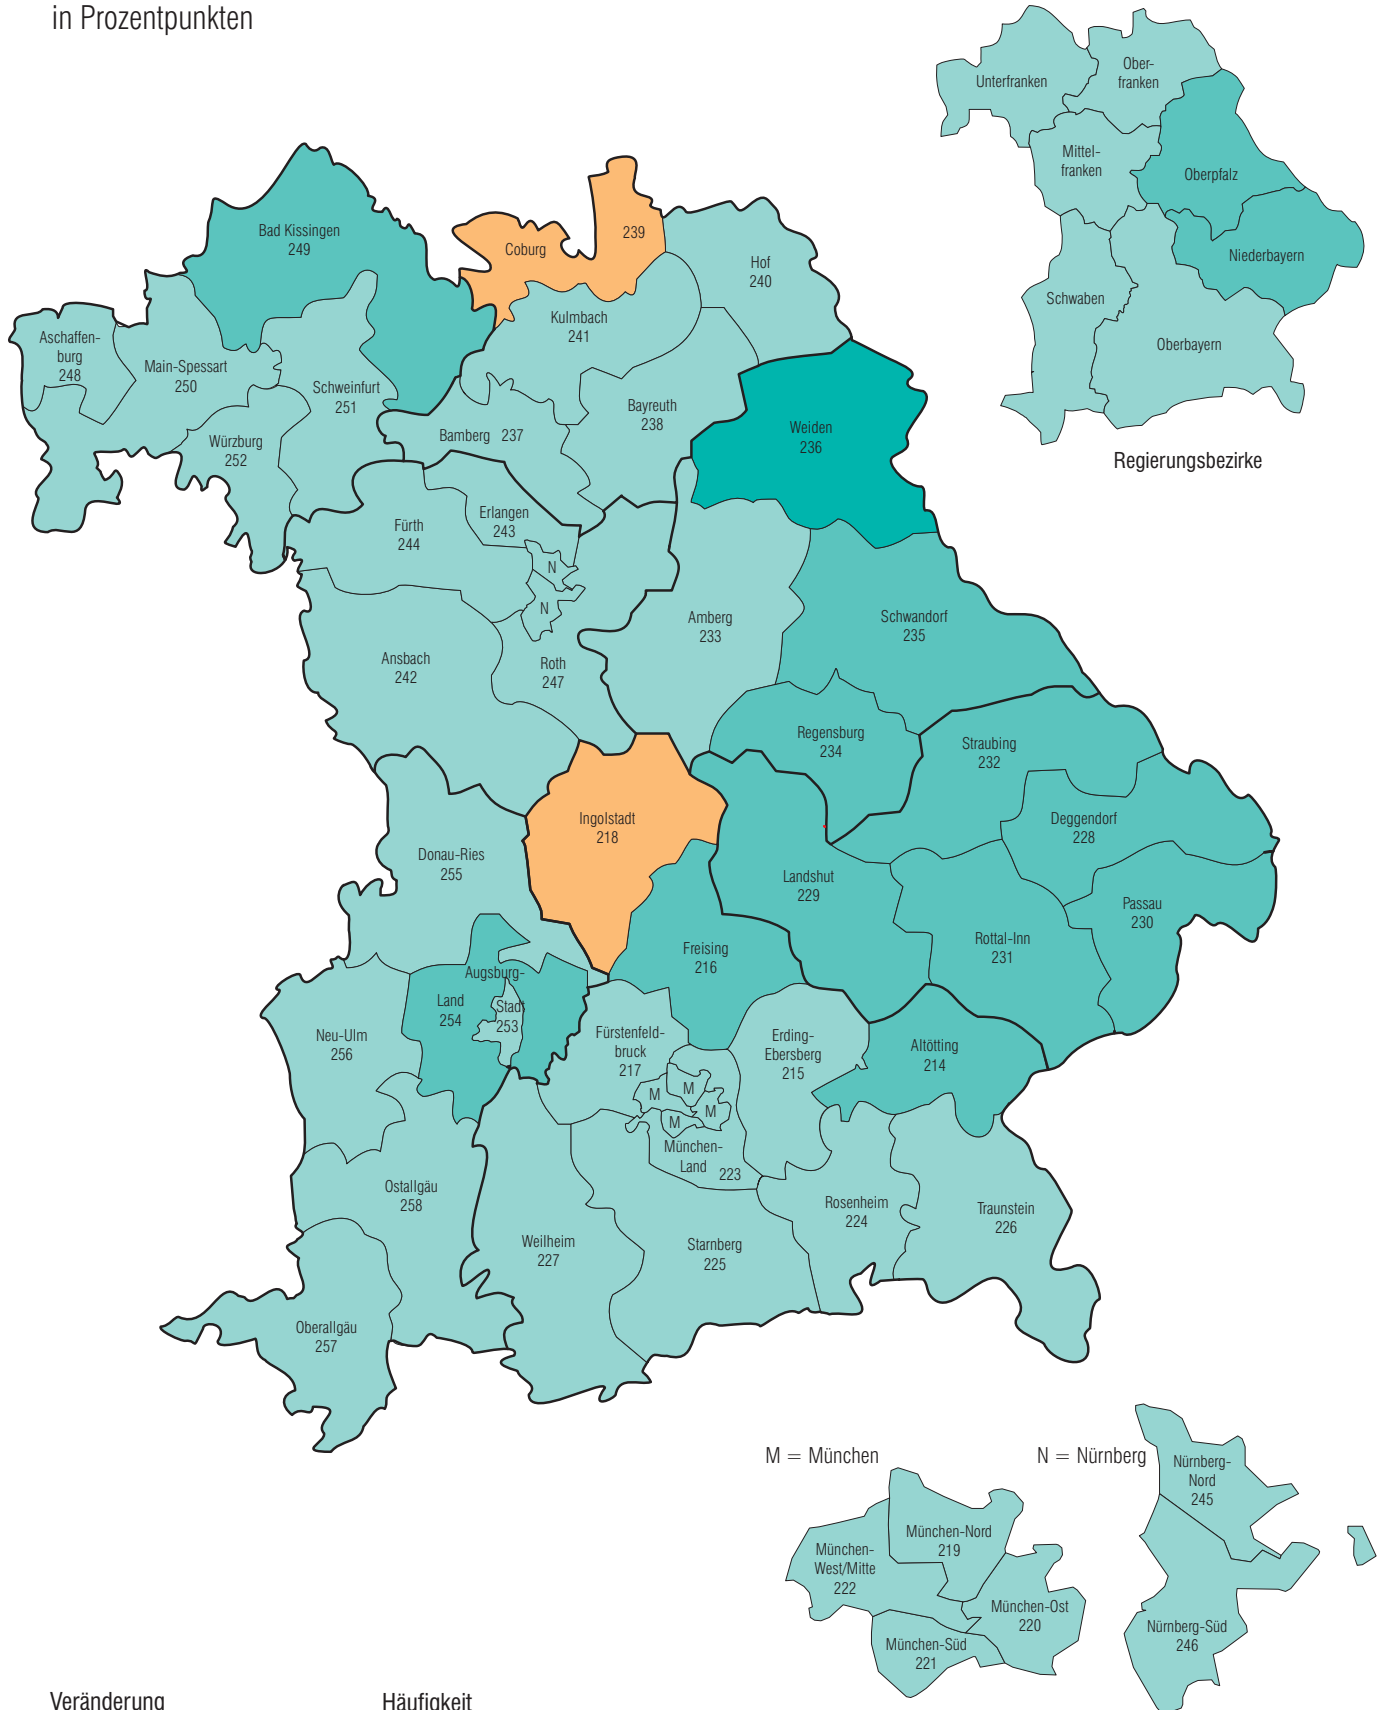 in Prozentpunkten
Unterfranken
Ober-
franken
Mittel-
franken
Oberpfalz
Niederbayern
Schwaben
Oberbayern
Regierungsbezirke
Bad Kissingen
249
Coburg
239
Hof
240
Kulmbach
241
Aschaffen-
burg
248
Main-Spessart
250
Schweinfurt
251
Bayreuth
238
Weiden
236
Würzburg
252
Bamberg 237
Erlangen
243
Fürth
244
N
N
Amberg
233
Schwandorf
235
Ansbach
242
Roth
247
Regensburg
234
Straubing
232
Ingolstadt
218
Deggendorf
228
Donau-Ries
255
Landshut
229
Passau
230
Rottal-Inn
231
Freising
216
Augsburg-
Land
254
Stadt
253
Neu-Ulm
256
Fürstenfeld-
bruck
217
Erding-
Ebersberg
215
Altötting
214
M
M
M
M
München-
Land 223
Ostallgäu
258
Rosenheim
224
Traunstein
226
Weilheim
227
Starnberg
225
Oberallgäu
257
M = München
N = Nürnberg
Nürnberg-
Nord
245
München-Nord
219
München-
West/Mitte
222
München-Ost
220
Nürnberg-Süd
246
München-Süd
221
Veränderung
Häufigkeit